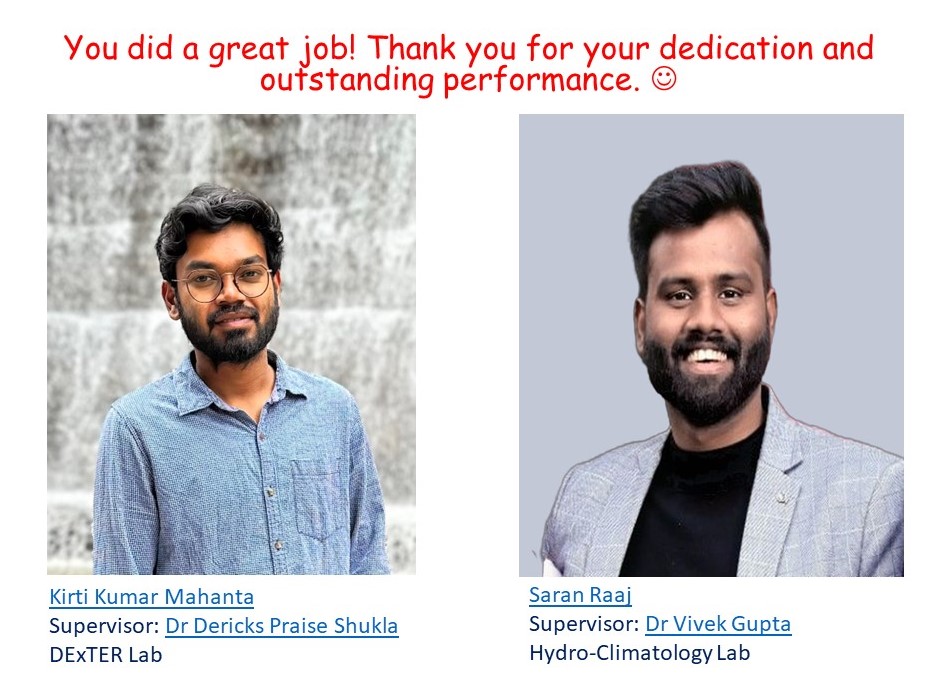 You did a great job! Thank you for your dedication and
outstanding performance. ☺
Kirti Kumar Mahanta
Supervisor: Dr Dericks Praise Shukla
DExTER Lab
Saran Raaj
Supervisor: Dr Vivek Gupta
Hydro-Climatology Lab